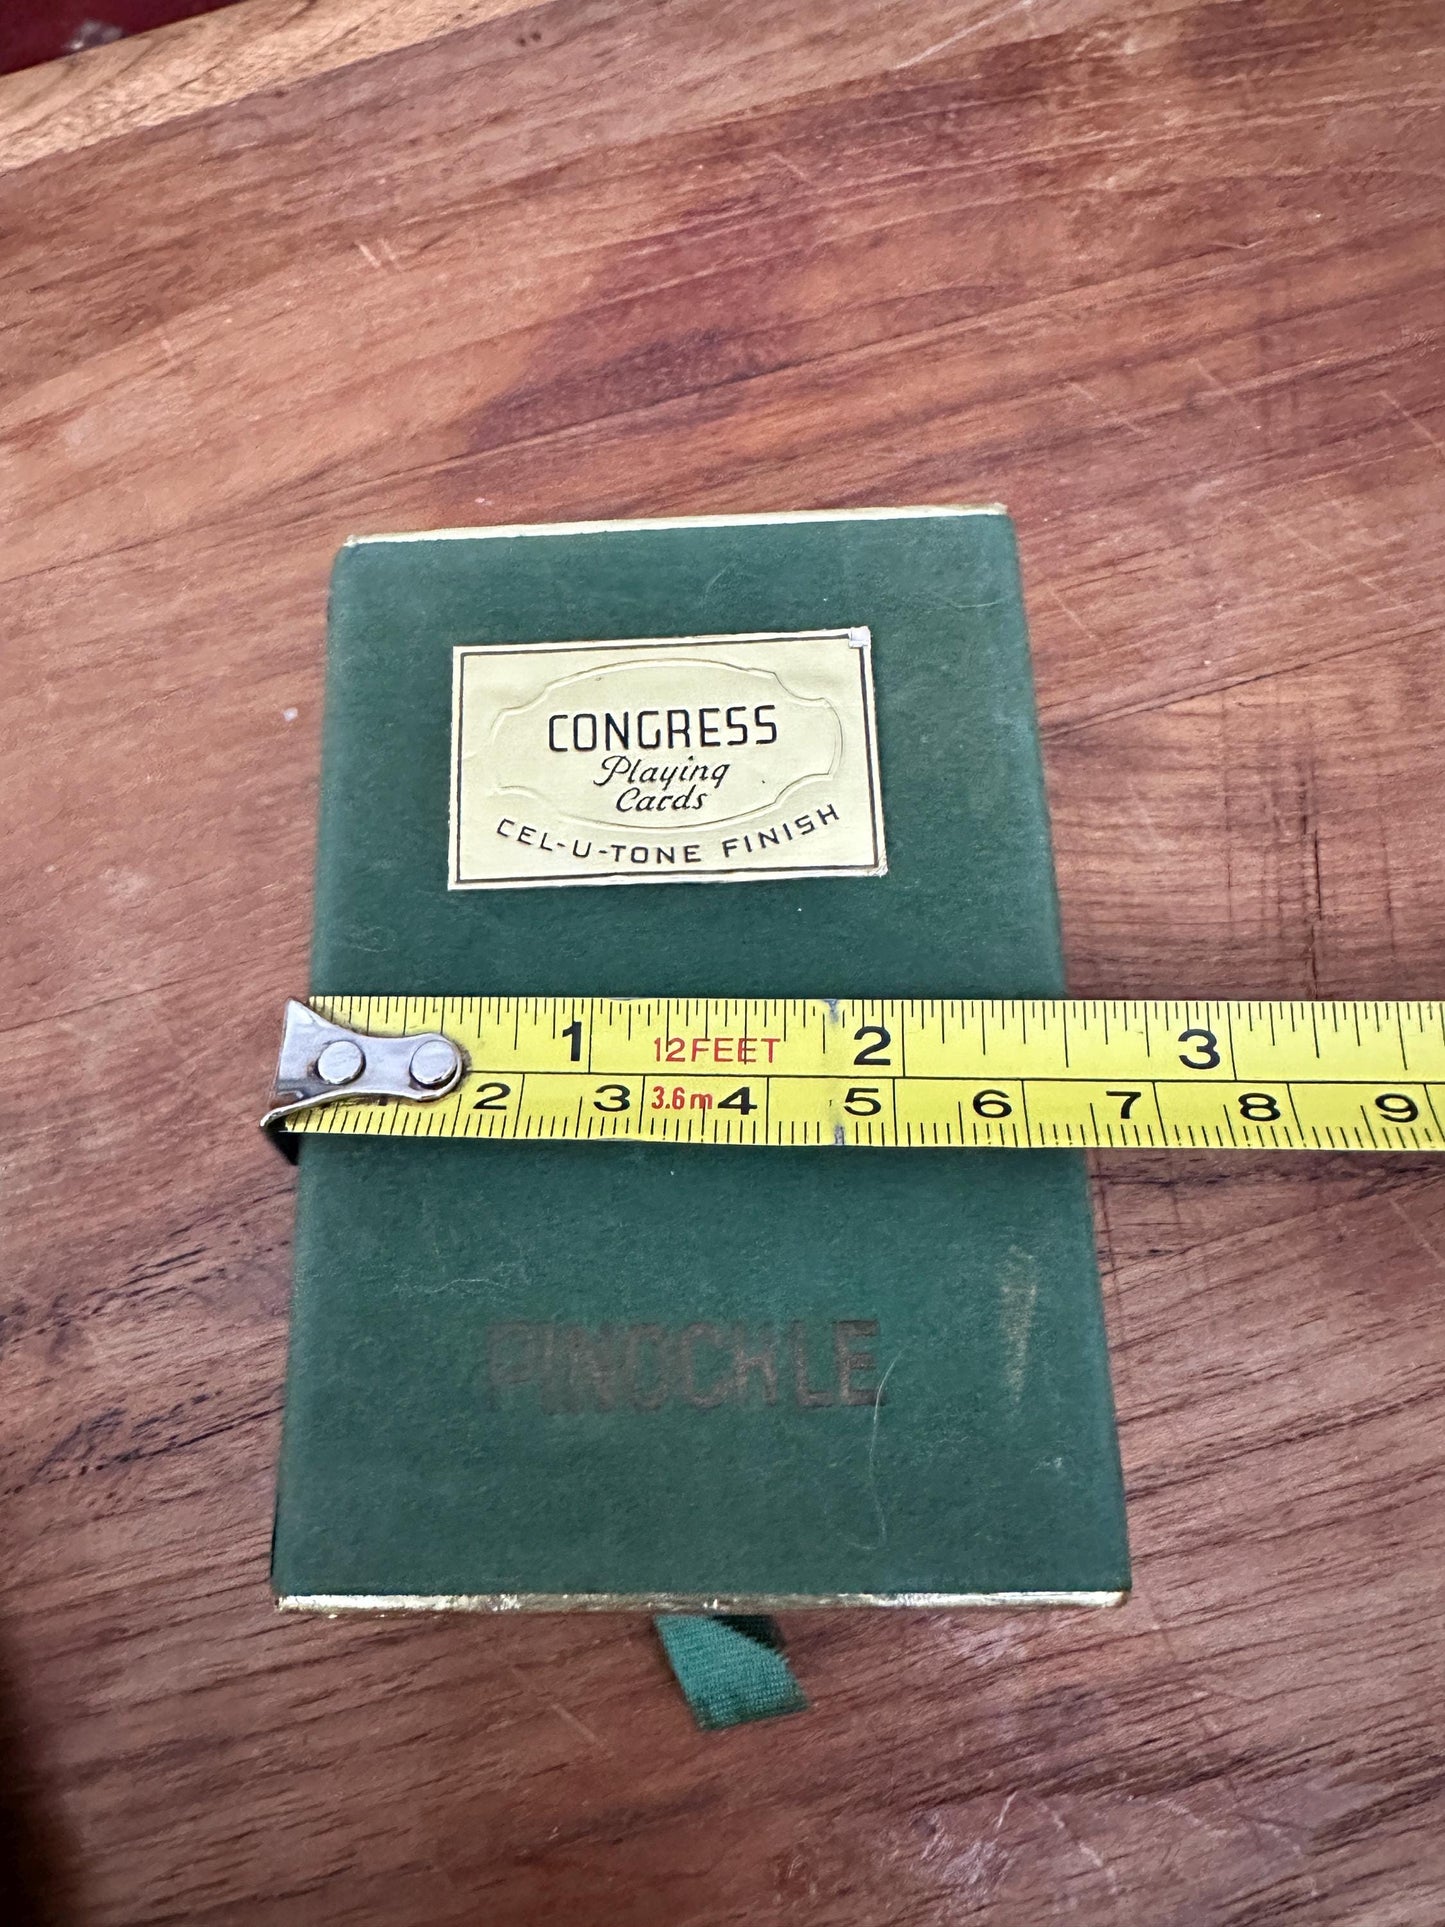 CONGRESS
Playing
Cards
CEL-U-TONE FINISH
1 12FEET 2 3
1 2 3 3.6m 4 5 6 7 8 9
PINOCHLE